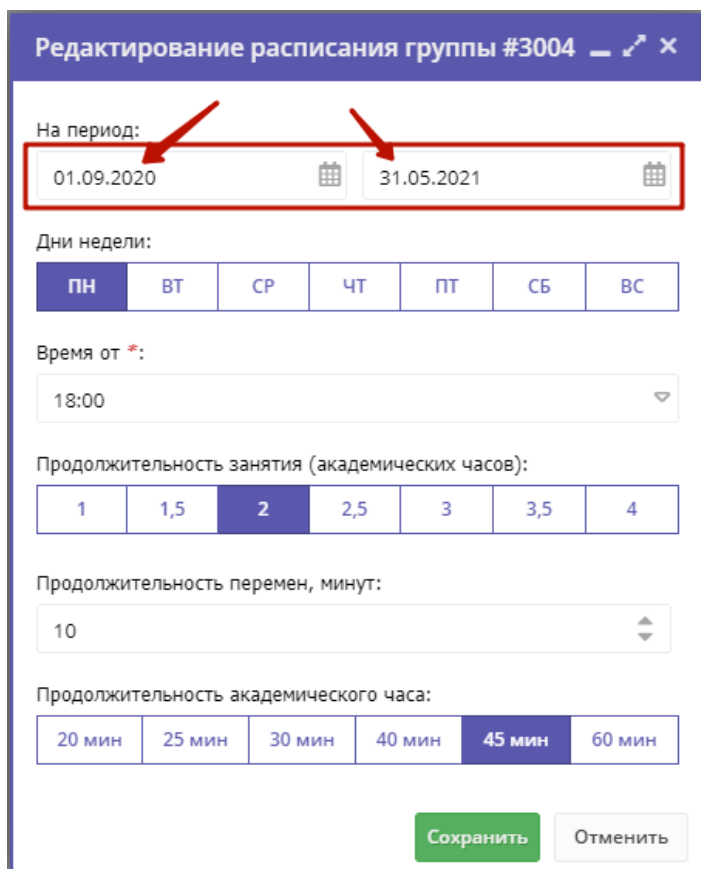 Редактирование расписания группы #3004
На период:
01.09.2020 31.05.2021
Дни недели:
ПН ВТ СР ЧТ ПТ СБ ВС
Время от *:
18:00
Продолжительность занятия (академических часов):
1 1,5 2 2,5 3 3,5 4
Продолжительность перемен, минут:
10
Продолжительность академического часа:
20 мин 25 мин 30 мин 40 мин 45 мин 60 мин
Сохранить Отменить